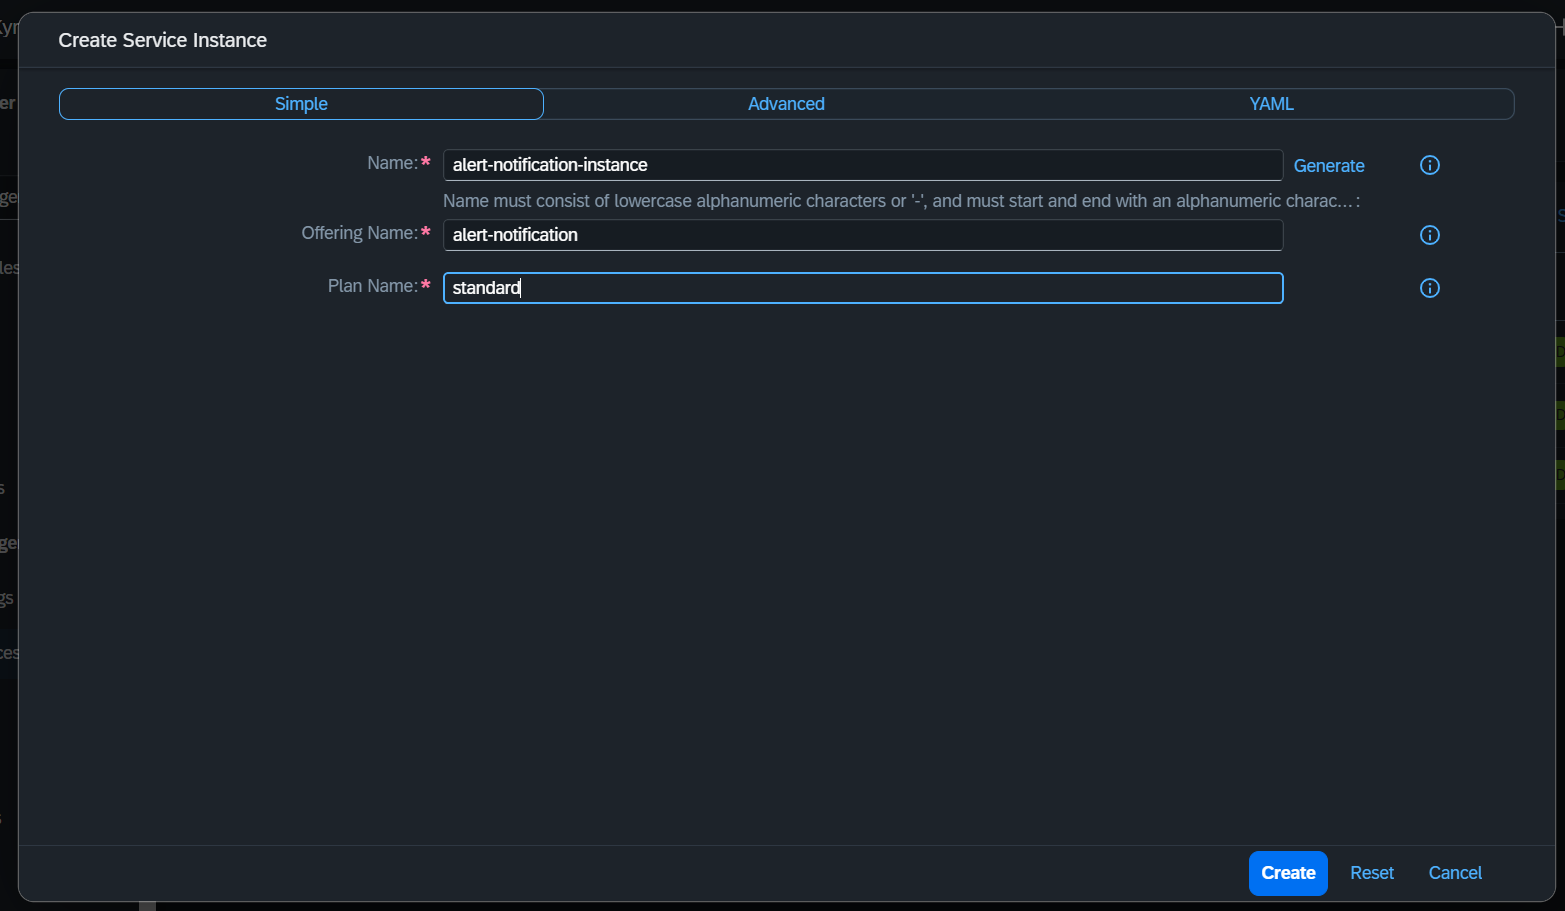 Create Service Instance
Simple Advanced YAML
Name:* alert-notification-instance Generate
Name must consist of lowercase alphanumeric characters or '-', and must start and end with an alphanumeric charac... :
Offering Name:* alert-notification
Plan Name:* standard
Create Reset Cancel